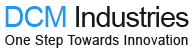 DCM Industries
One Step Towards Innovation